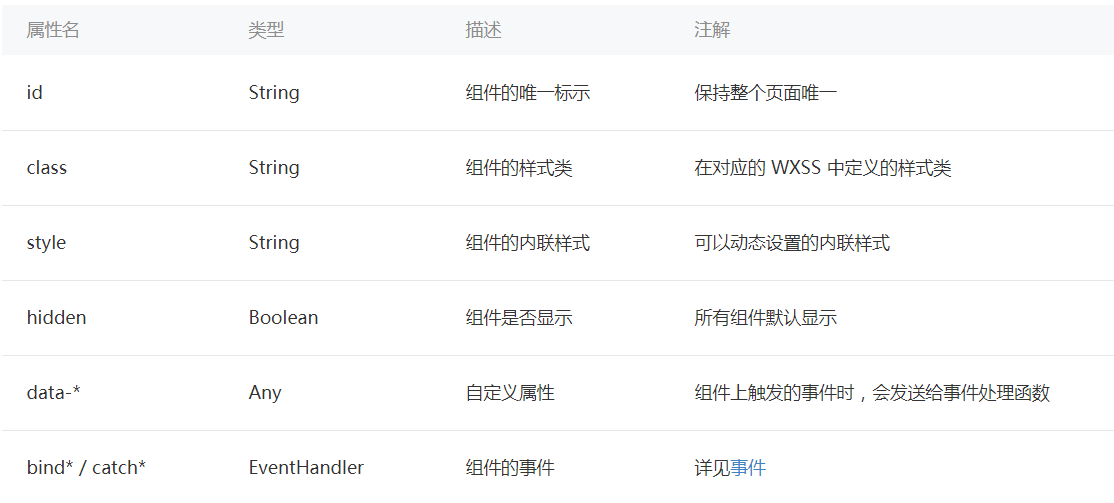 属性名 类型 描述 注解
id String 组件的唯一标示 保持整个页面唯一
class String 组件的样式类 在对应的 WXSS 中定义的样式类
style String 组件的内联样式 可以动态设置的内联样式
hidden Boolean 组件是否显示 所有组件默认显示
data-* Any 自定义属性 组件上触发的事件时，会发送给事件处理函数
bind* / catch* EventHandler 组件的事件 详见事件